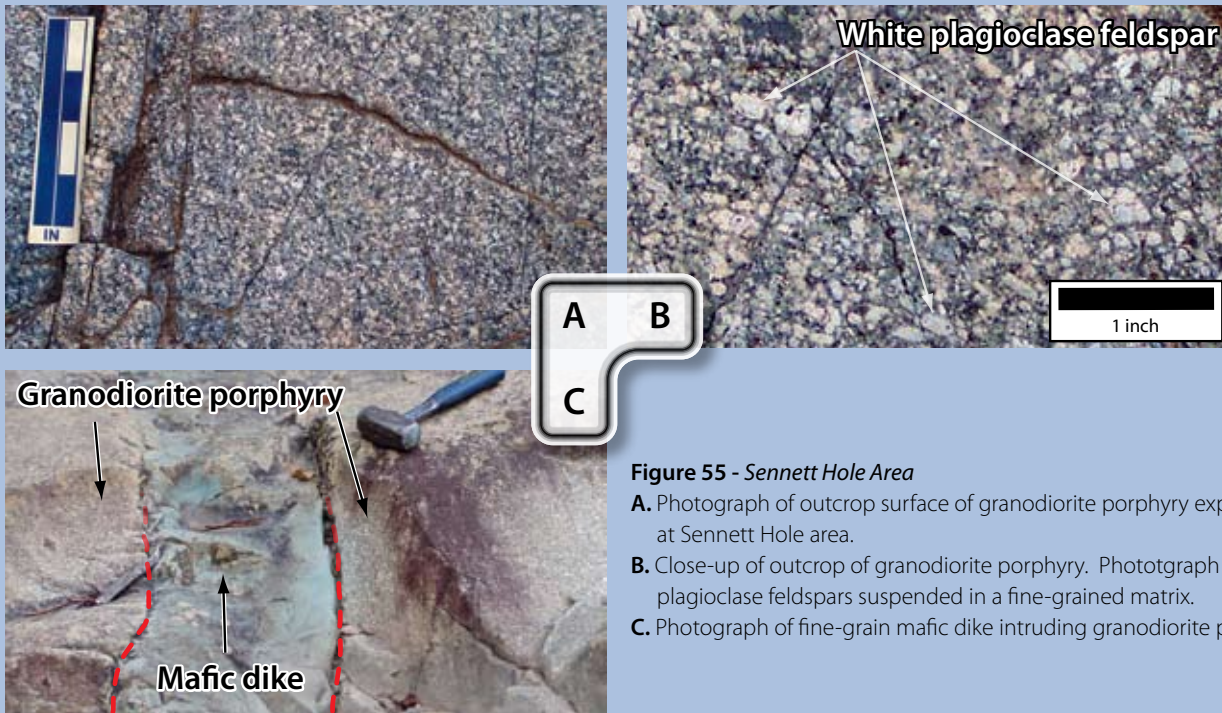 IN
White plagioclase feldspar
1 inch
A
B
C
Granodiorite porphyry
Mafic dike
Figure 55 - Sennett Hole Area
A. Photograph of outcrop surface of granodiorite porphyry
at Sennett Hole area.
B. Close-up of outcrop of granodiorite porphyry. Phototgraph
plagioclase feldspars suspended in a fine-grained matrix.
C. Photograph of fine-grain mafic dike intruding granodiorite